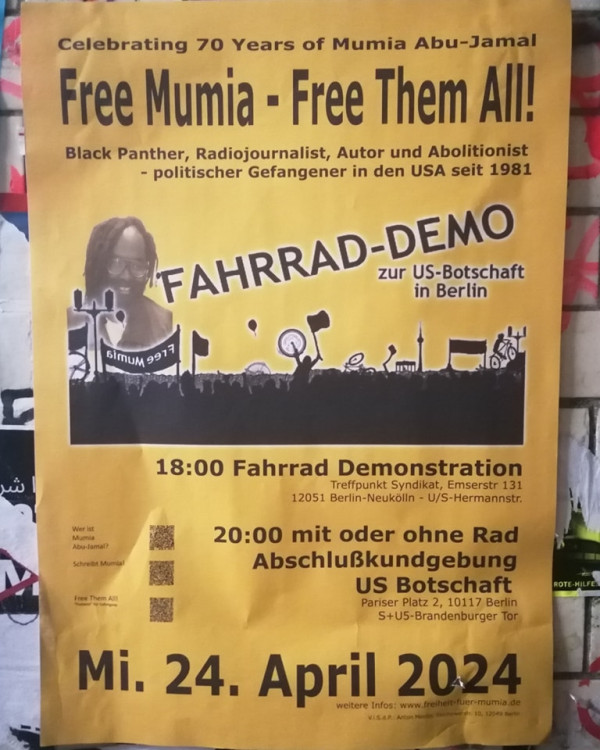 Celebrating 70 Years of Mumia Abu-Jamal
Free Mumia - Free Them All!
Black Panther, Radiojournalist, Autor und Abolitionist
- politischer Gefangener in den USA seit 1981
FAHRRAD-DEMO
zur US-Botschaft
in Berlin
Free Mumia
18:00 Fahrrad Demonstration
Treffpunkt Syndikat, Emserstr 131
12051 Berlin-Neukölln - U/S-Hermannstr.
Wer ist
Mumia
Abu-Jamal?
Schreibt Mumia!
Free Them All!
20:00 mit oder ohne Rad
Abschlußkundgebung
US Botschaft
Pariser Platz 2, 10117 Berlin
S+U5-Brandenburger Tor
Mi. 24. April 2024
weitere Infos: www.freiheit-fuer-mumia.de
V.i.S.d.P.: Anton
Berlin
ROTE-HILFE